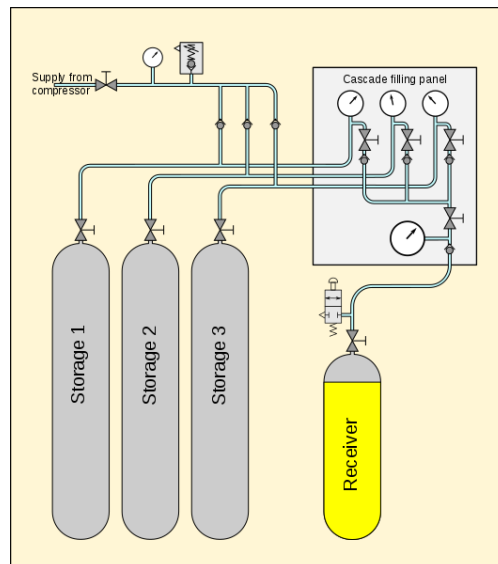 Supply from
compressor
Cascade filling panel
Storage 1
Storage 2
Storage 3
Receiver